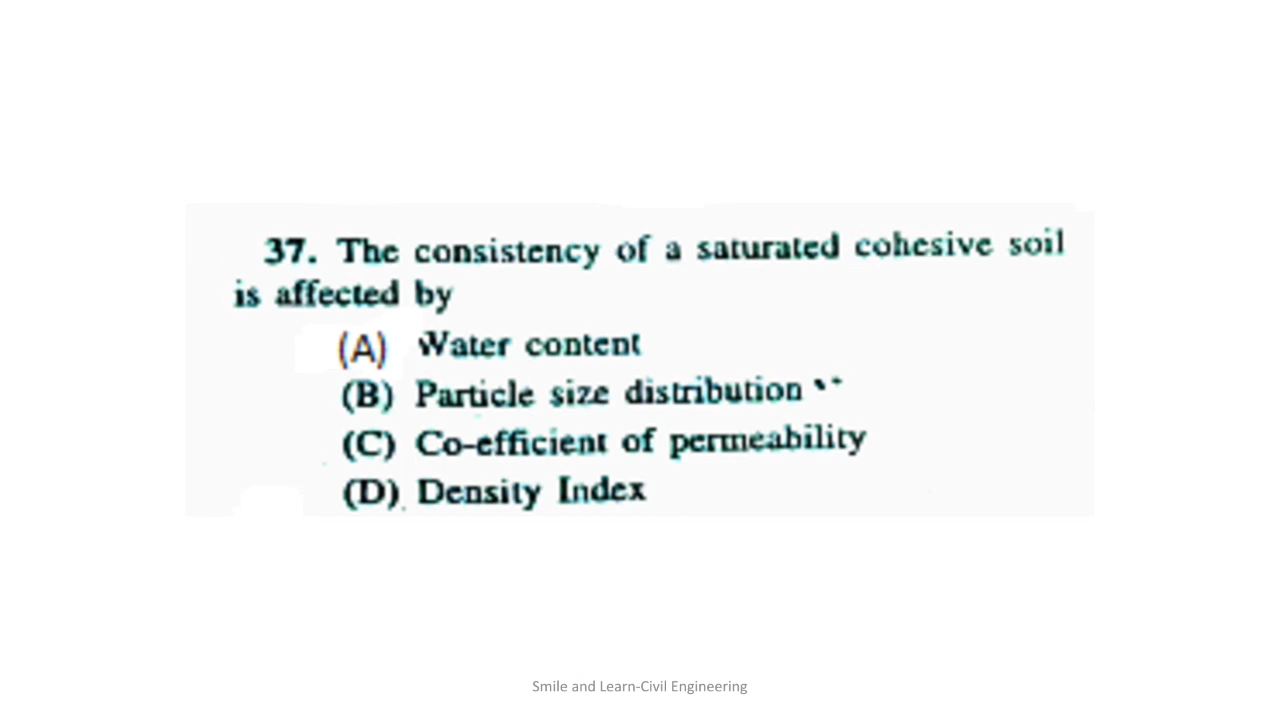 37. The consistency of a saturated cohesive soil
is affected by
(A) Water content
(B) Particle size distribution
(C) Co-efficient of permeability
(D) Density Index
Smile and Learn-Civil Engineering